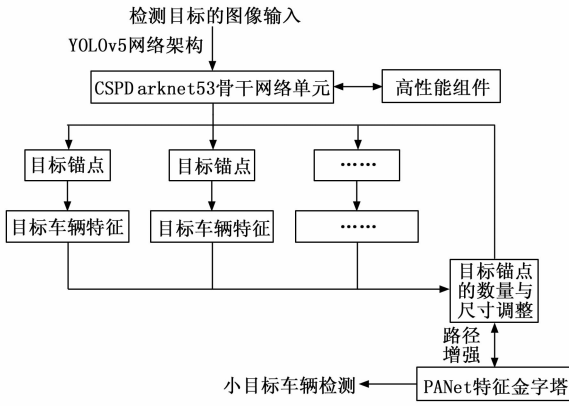 检测目标的图像输入
YOLOv5网络架构
CSPDarknet53骨干网络单元
高性能组件
目标锚点
目标锚点
……
目标车辆特征
目标车辆特征
……
目标锚点
的数量与
尺寸调整
路径
增强
小目标车辆检测
PANet特征金字塔